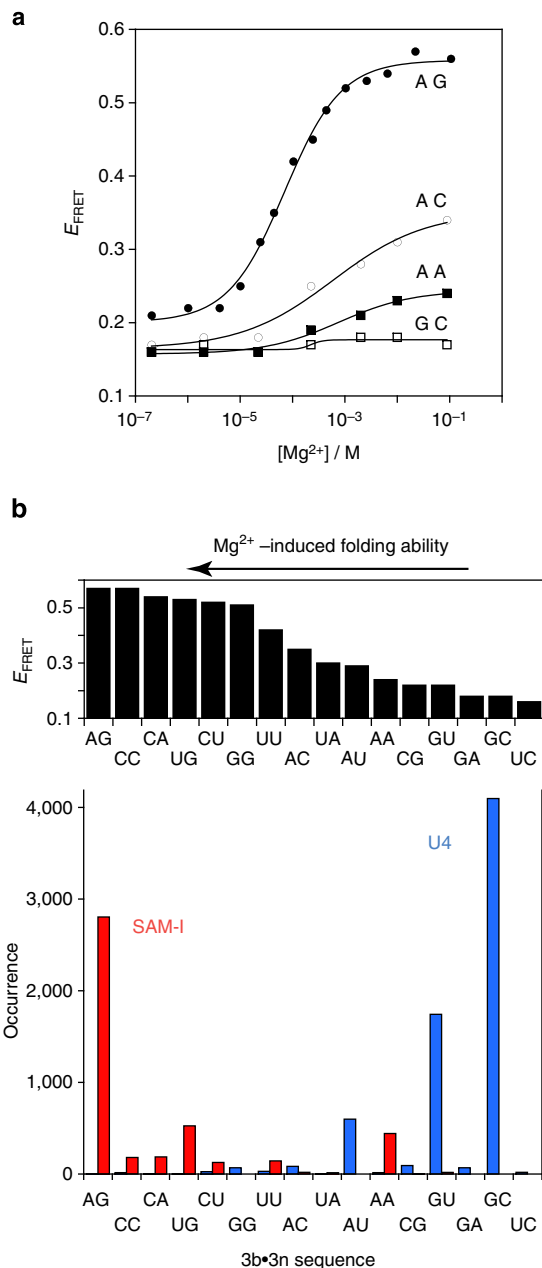 a
0.6
0.5
0.4
0.3
0.2
0.1
E_FRET
A G
A C
A A
G C
10⁻⁷
10⁻⁵
10⁻³
10⁻¹
[Mg²⁺] / M
b
Mg²⁺ –induced folding ability
0.5
0.3
0.1
E_FRET
AG CA CU UU UA AA GU GC
CC UG GG AC AU CG GA UC
4,000
3,000
2,000
1,000
0
Occurrence
U4
SAM-I
AG CA CU UU UA AA GU GC
CC UG GG AC AU CG GA UC
3b•3n sequence